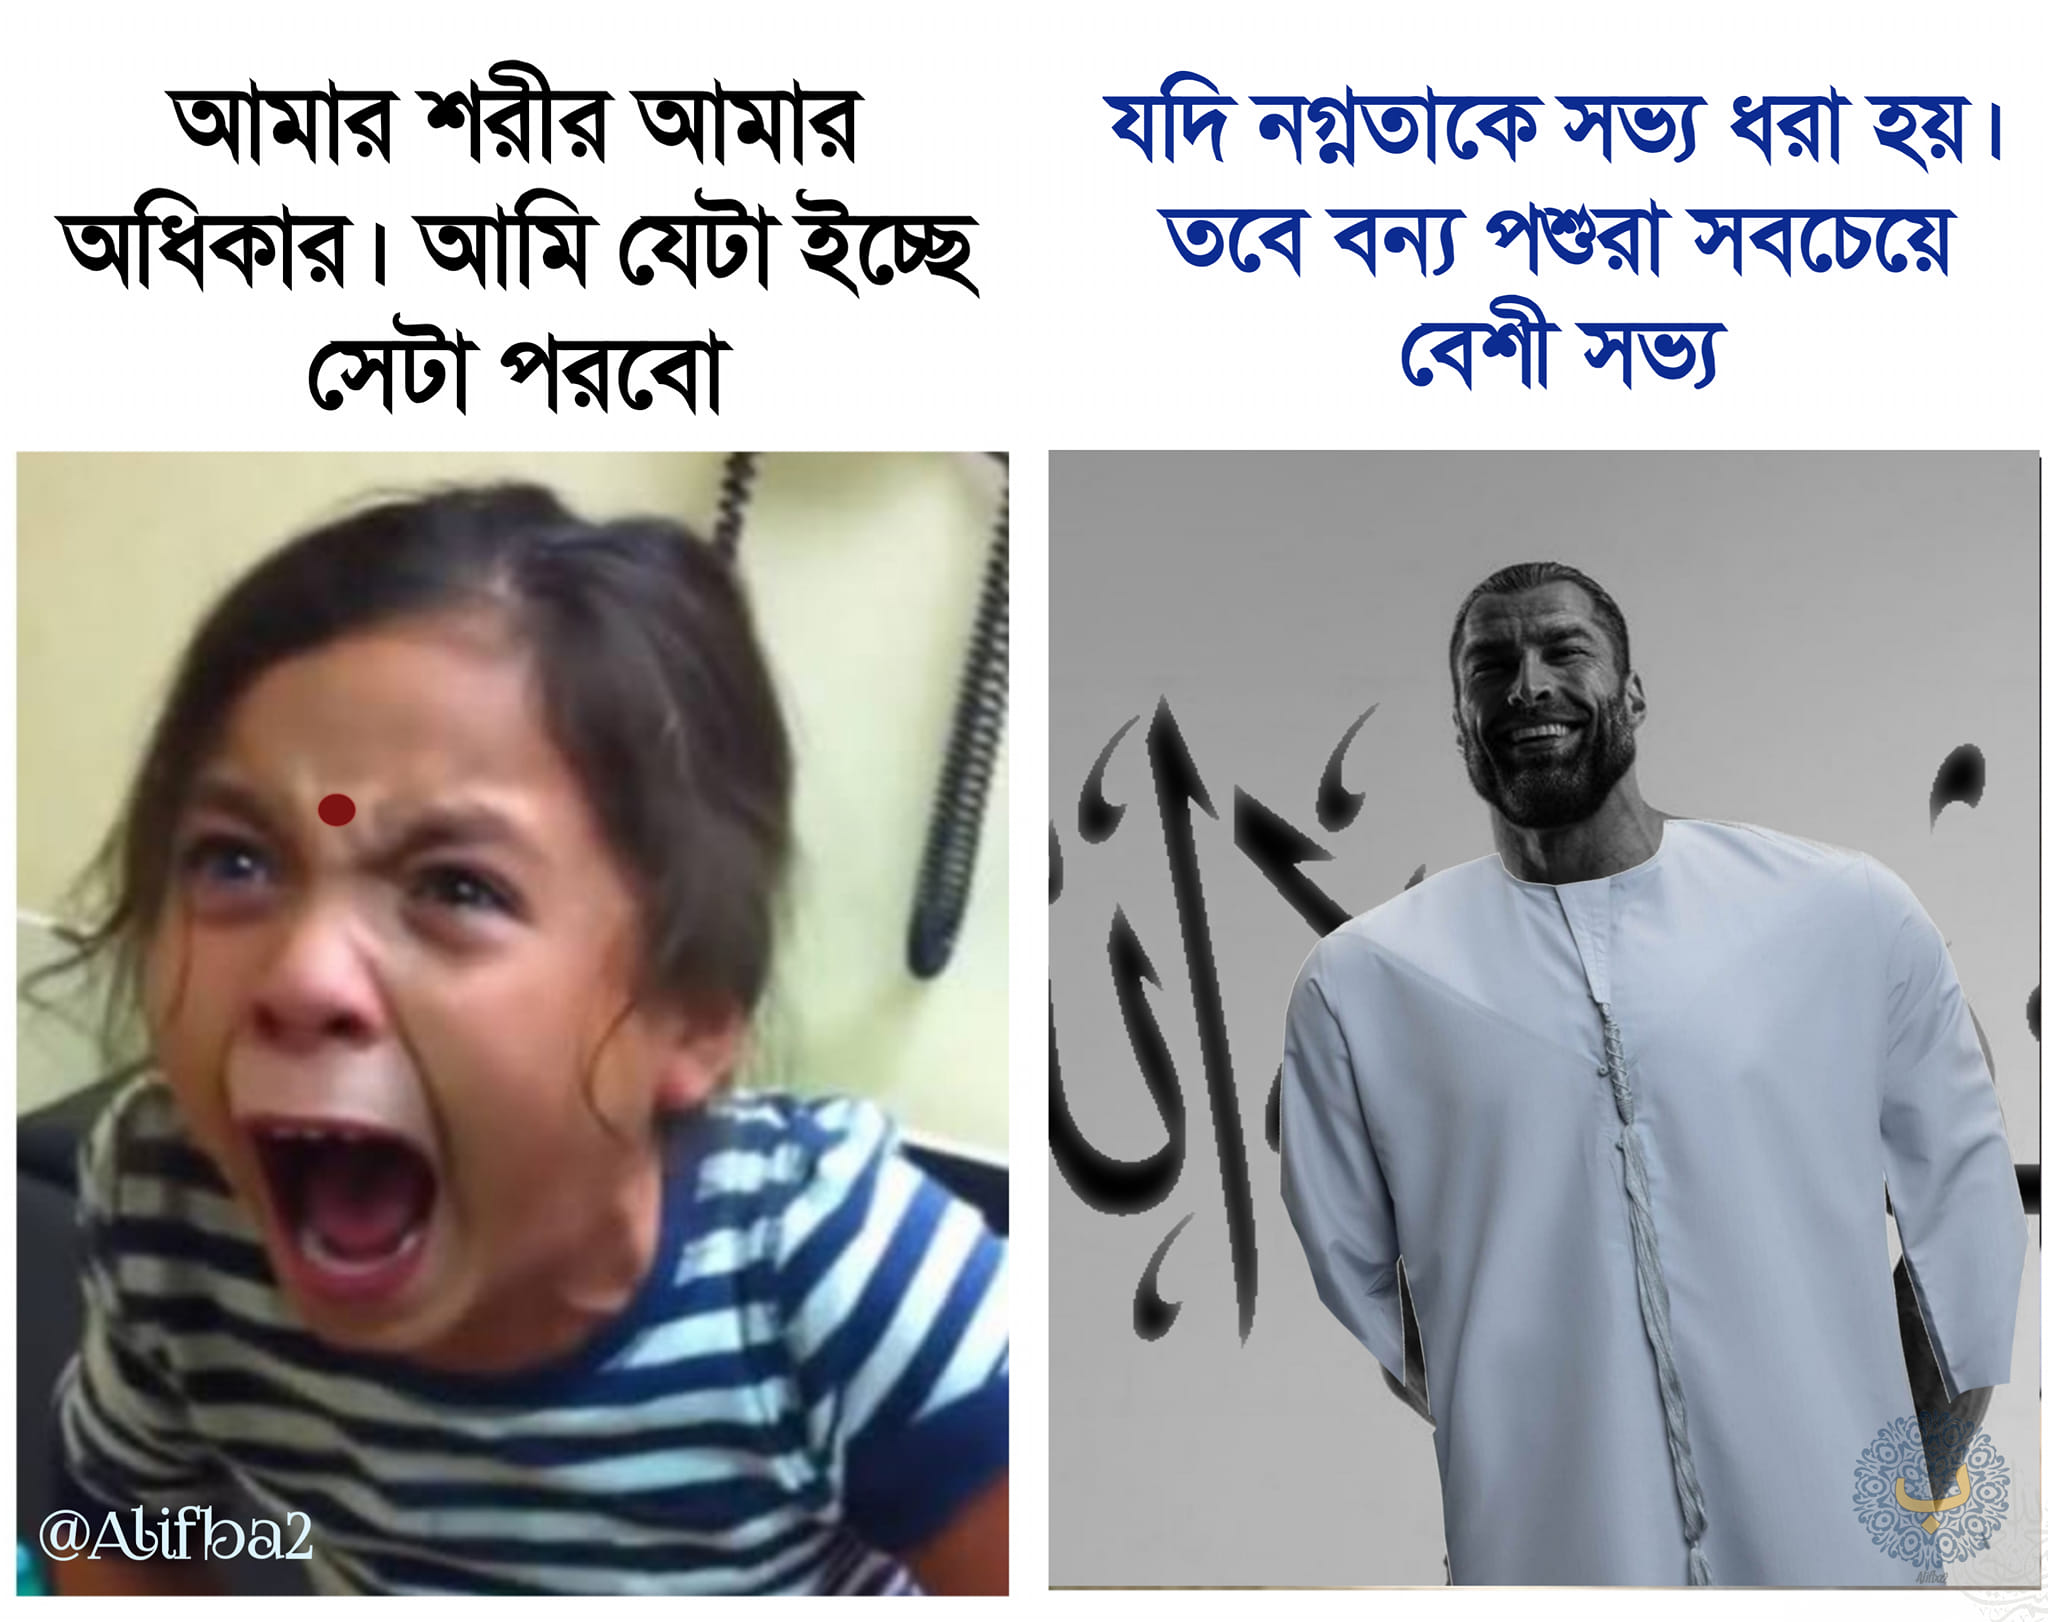 আমার শরীর আমার
অধিকার। আমি যেটা ইচ্ছে
সেটা পরবো
যদি নগ্নতাকে সভ্য ধরা হয়।
তবে বন্য পশুরা সবচেয়ে
বেশী সভ্য
@Alifba2
ب
Alifba2